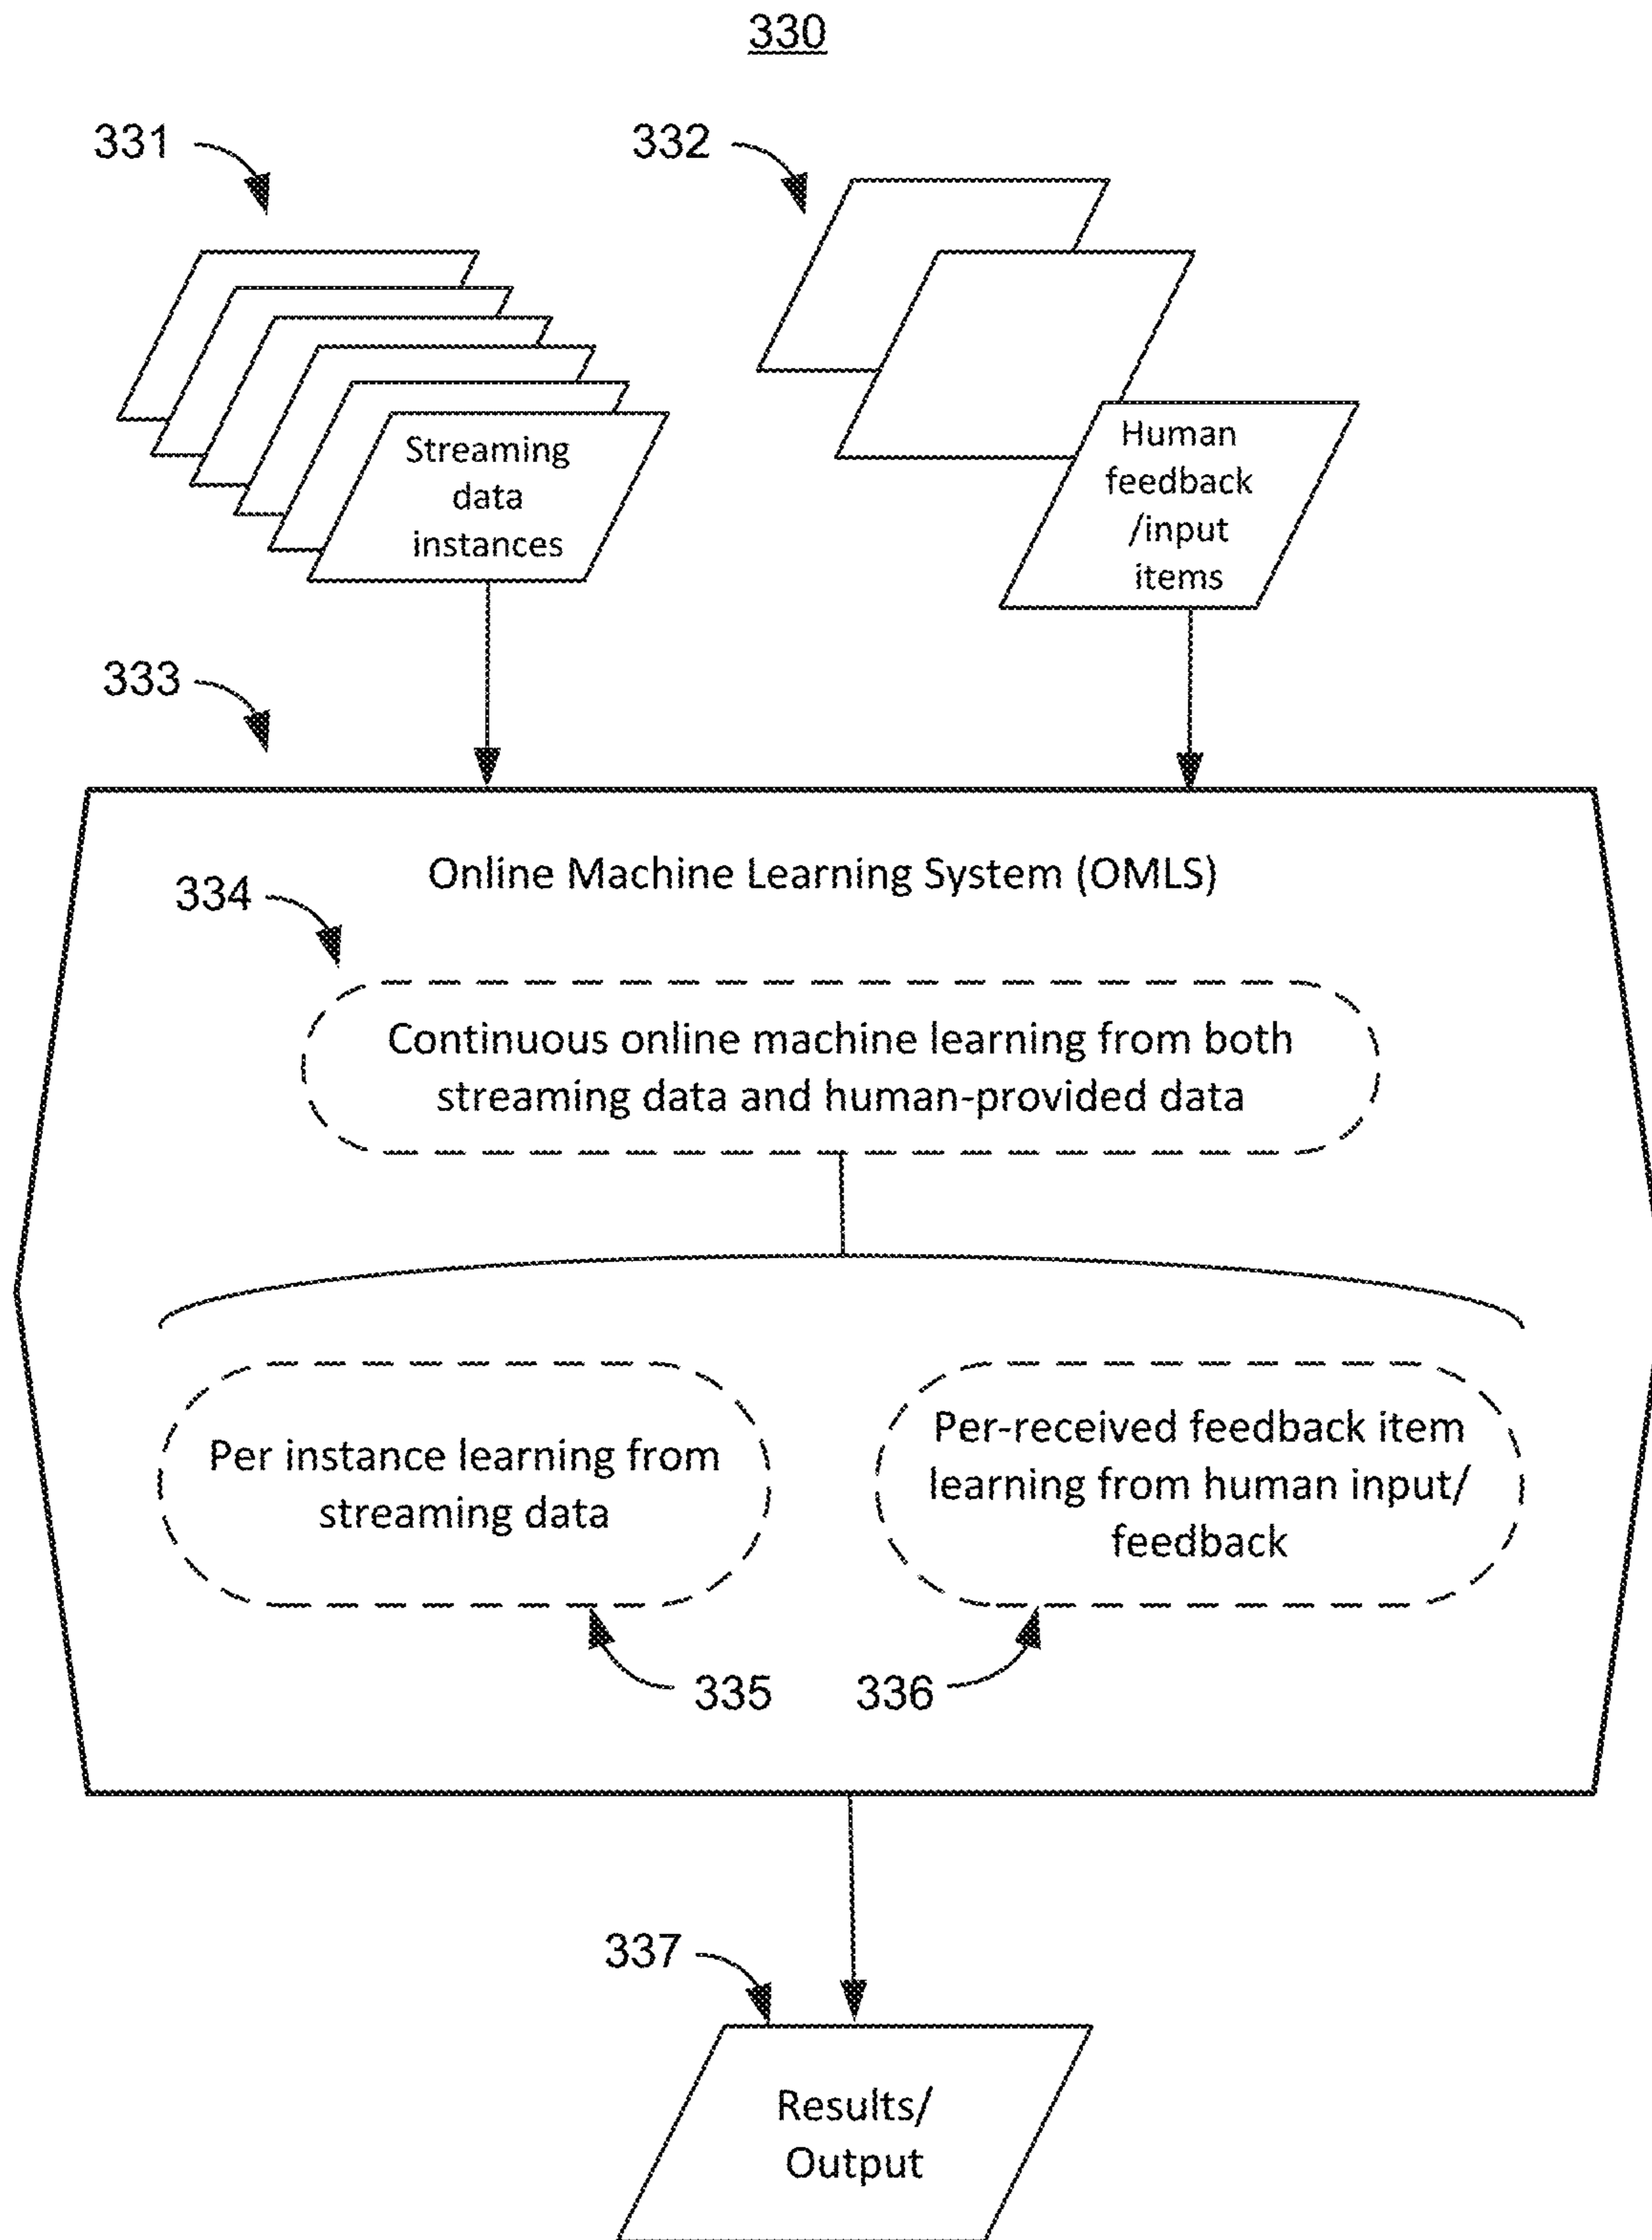 330
331
332
Streaming
data
instances
Human
feedback
/input
items
333
Online Machine Learning System (OMLS)
334
Continuous online machine learning from both
streaming data and human-provided data
Per instance learning from
streaming data
Per-received feedback item
learning from human input/
feedback
335
336
337
Results/
Output